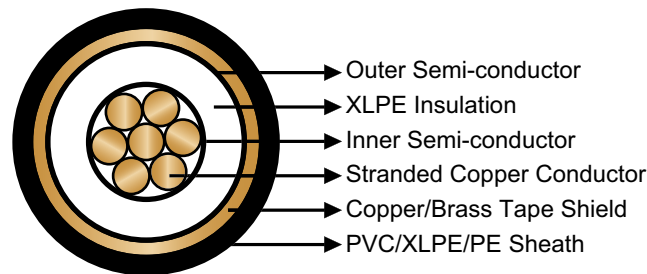 Outer Semi-conductor
XLPE Insulation
Inner Semi-conductor
Stranded Copper Conductor
Copper/Brass Tape Shield
PVC/XLPE/PE Sheath